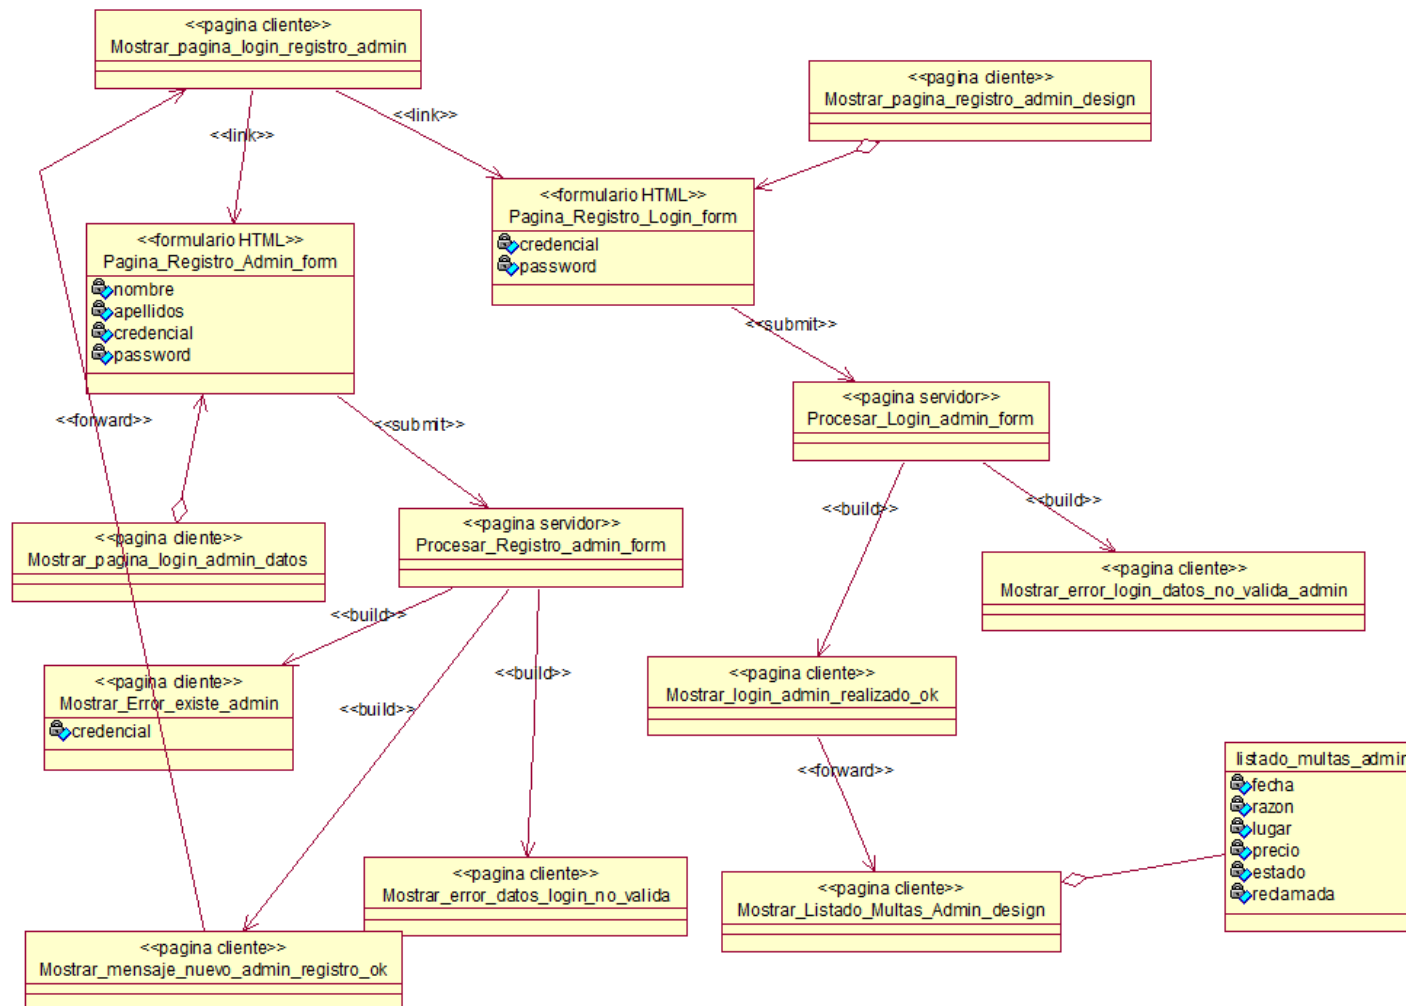 <<pagina cliente>>
Mostrar_pagina_login_registro_admin
<<pagina cliente>>
Mostrar_pagina_registro_admin_design
<<link>>
<<link>>
<<formulario HTML>>
Pagina_Registro_Login_form
credencial
password
<<formulario HTML>>
Pagina_Registro_Admin_form
nombre
apellidos
credencial
password
<<submit>>
<<forward>>
<<submit>>
<<pagina servidor>>
Procesar_Login_admin_form
<<build>>
<<build>>
<<pagina cliente>>
Mostrar_pagina_login_admin_datos
<<pagina servidor>>
Procesar_Registro_admin_form
<<pagina cliente>>
Mostrar_error_login_datos_no_valida_admin
<<build>>
<<build>>
<<build>>
<<pagina cliente>>
Mostrar_Error_existe_admin
credencial
<<pagina cliente>>
Mostrar_login_admin_realizado_ok
<<forward>>
listado_multas_admin
fecha
razon
lugar
precio
estado
reclamada
<<pagina cliente>>
Mostrar_error_datos_login_no_valida
<<pagina cliente>>
Mostrar_Listado_Multas_Admin_design
<<pagina cliente>>
Mostrar_mensaje_nuevo_admin_registro_ok